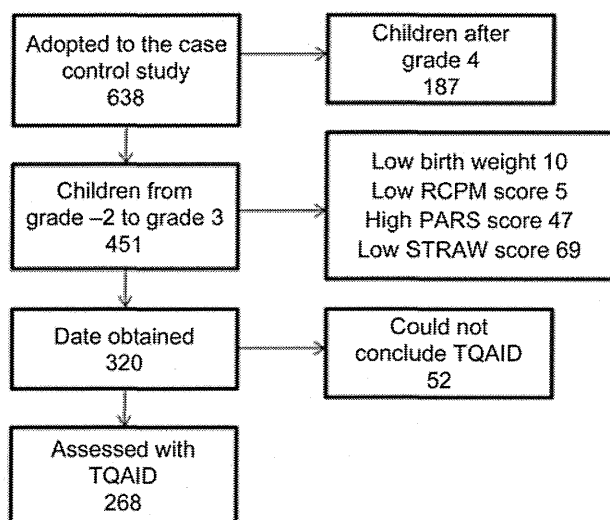 Adopted to the case
control study
638
Children after
grade 4
187
Children from
grade –2 to grade 3
451
Low birth weight 10
Low RCPM score 5
High PARS score 47
Low STRAW score 69
Date obtained
320
Could not
conclude TQAID
52
Assessed with
TQAID
268